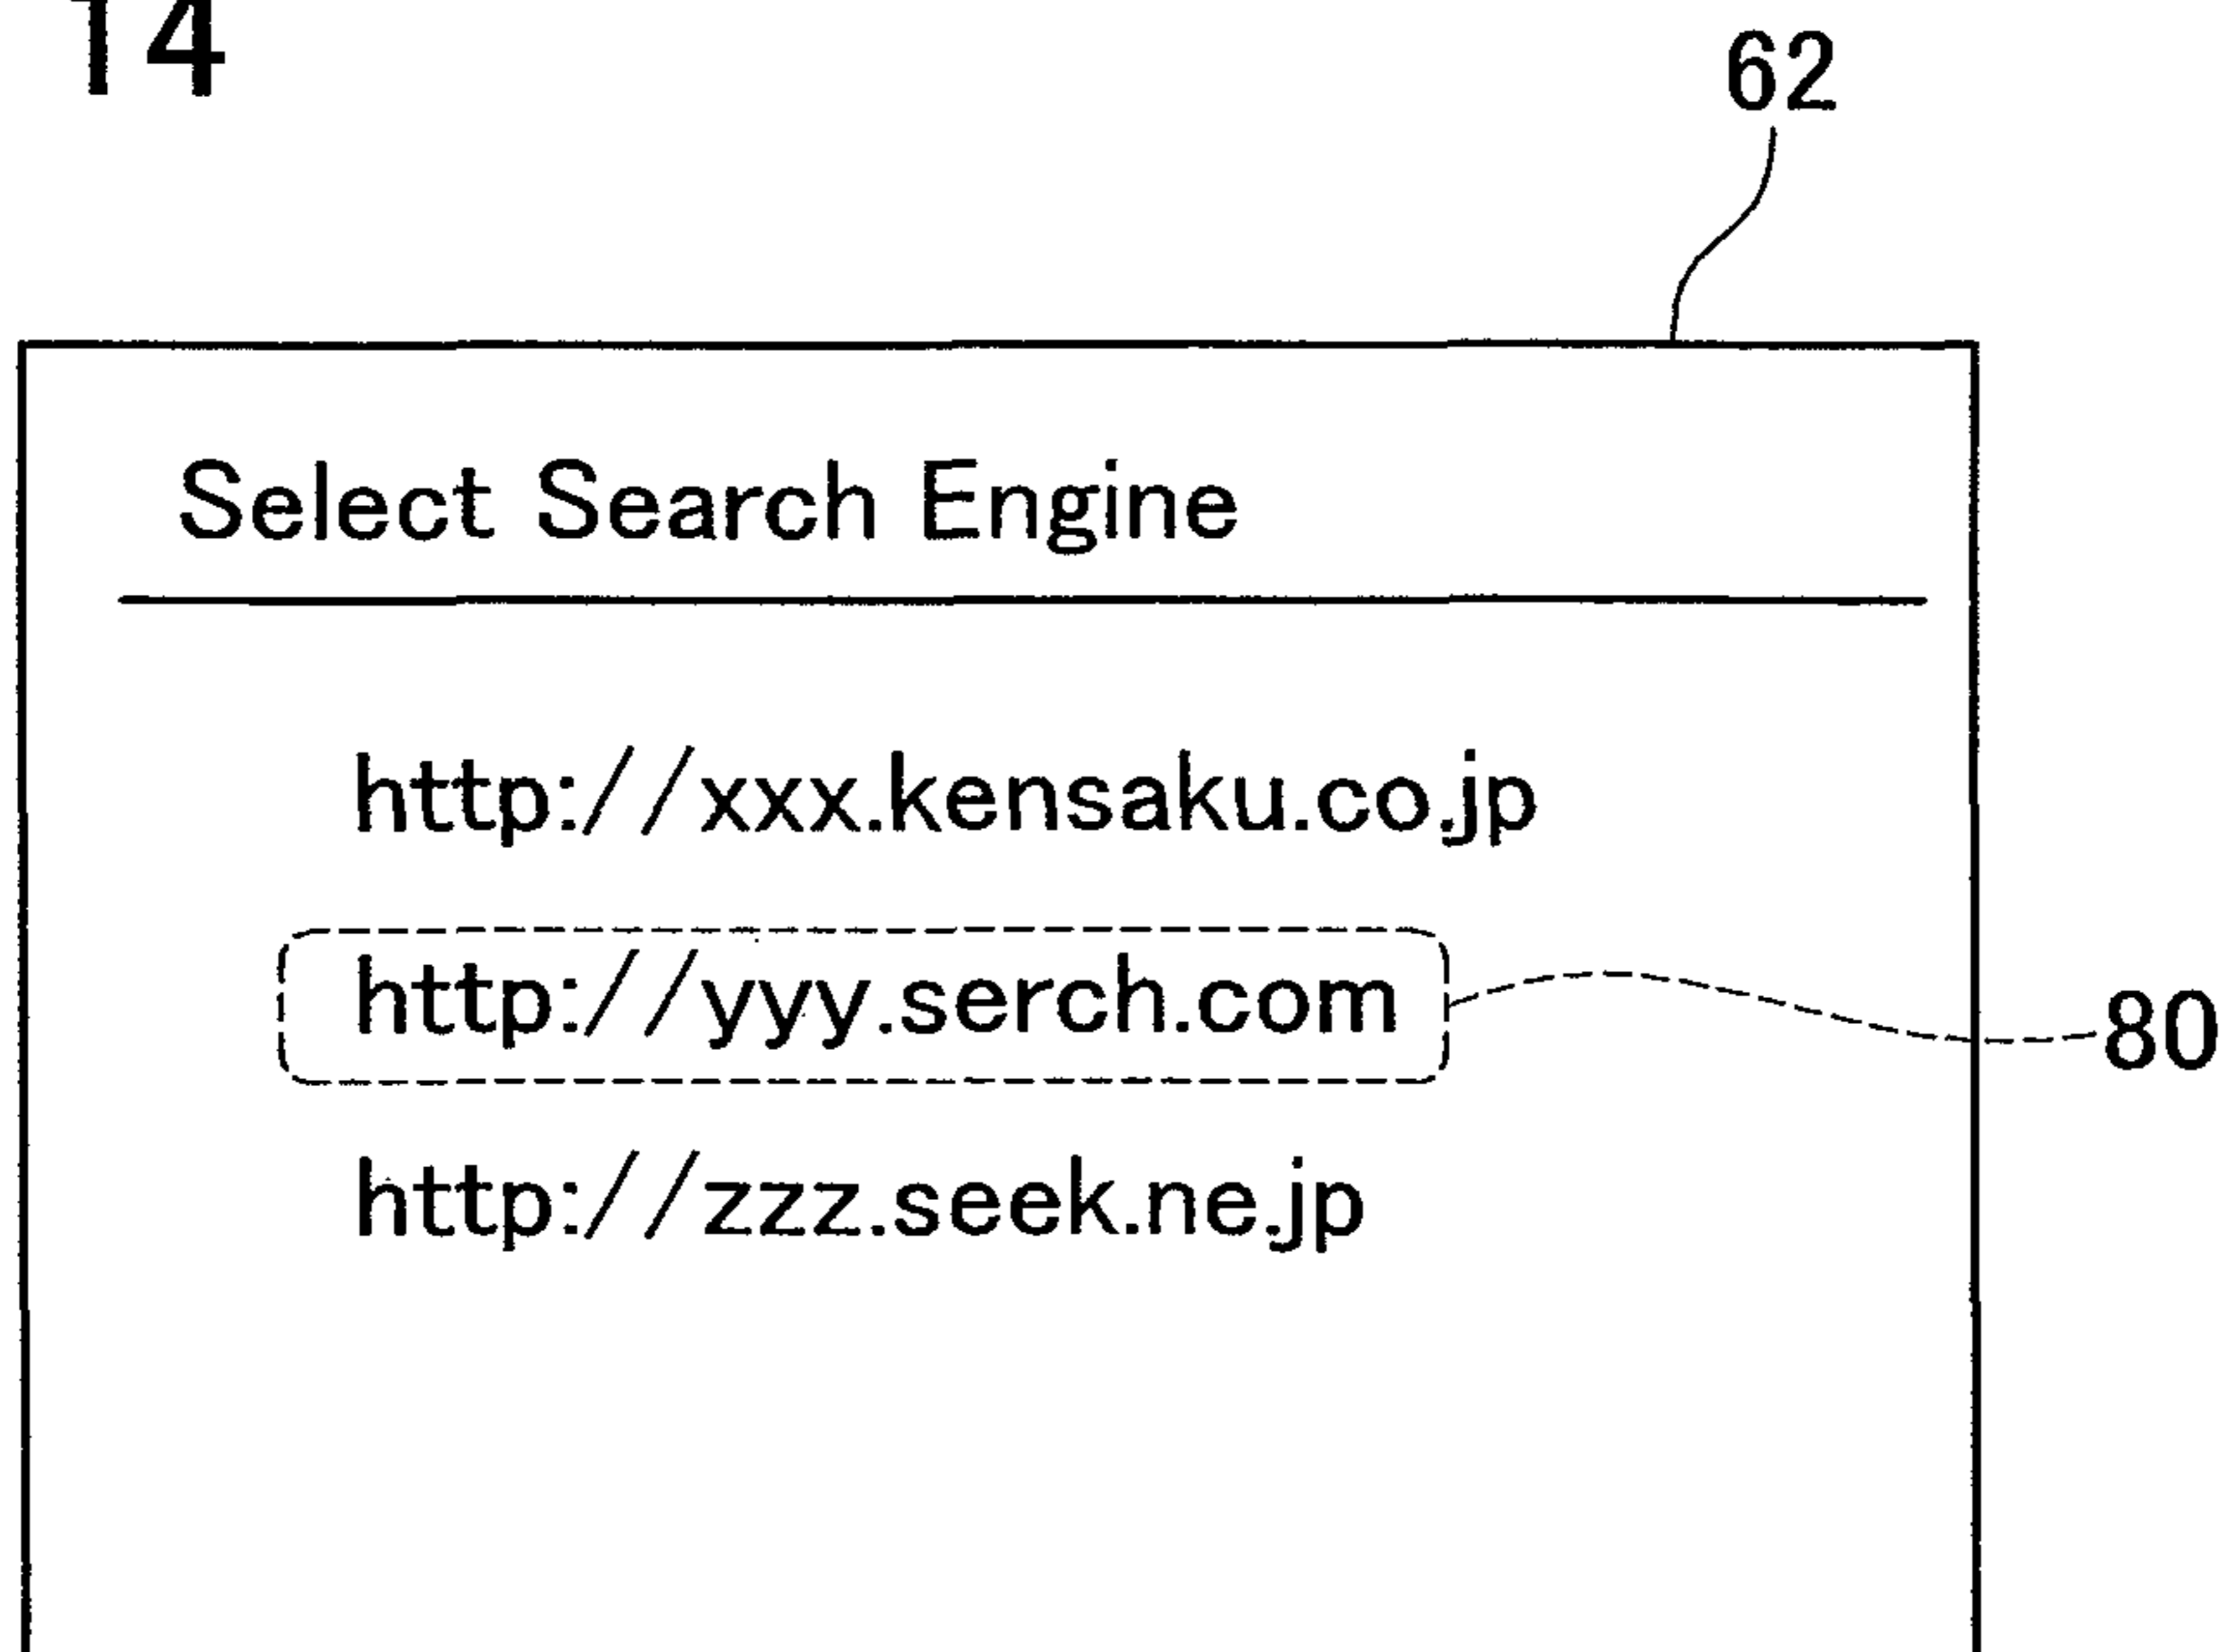 14
62
Select Search Engine
http://xxx.kensaku.co.jp
http://yyy.serch.com
80
http://zzz.seek.ne.jp